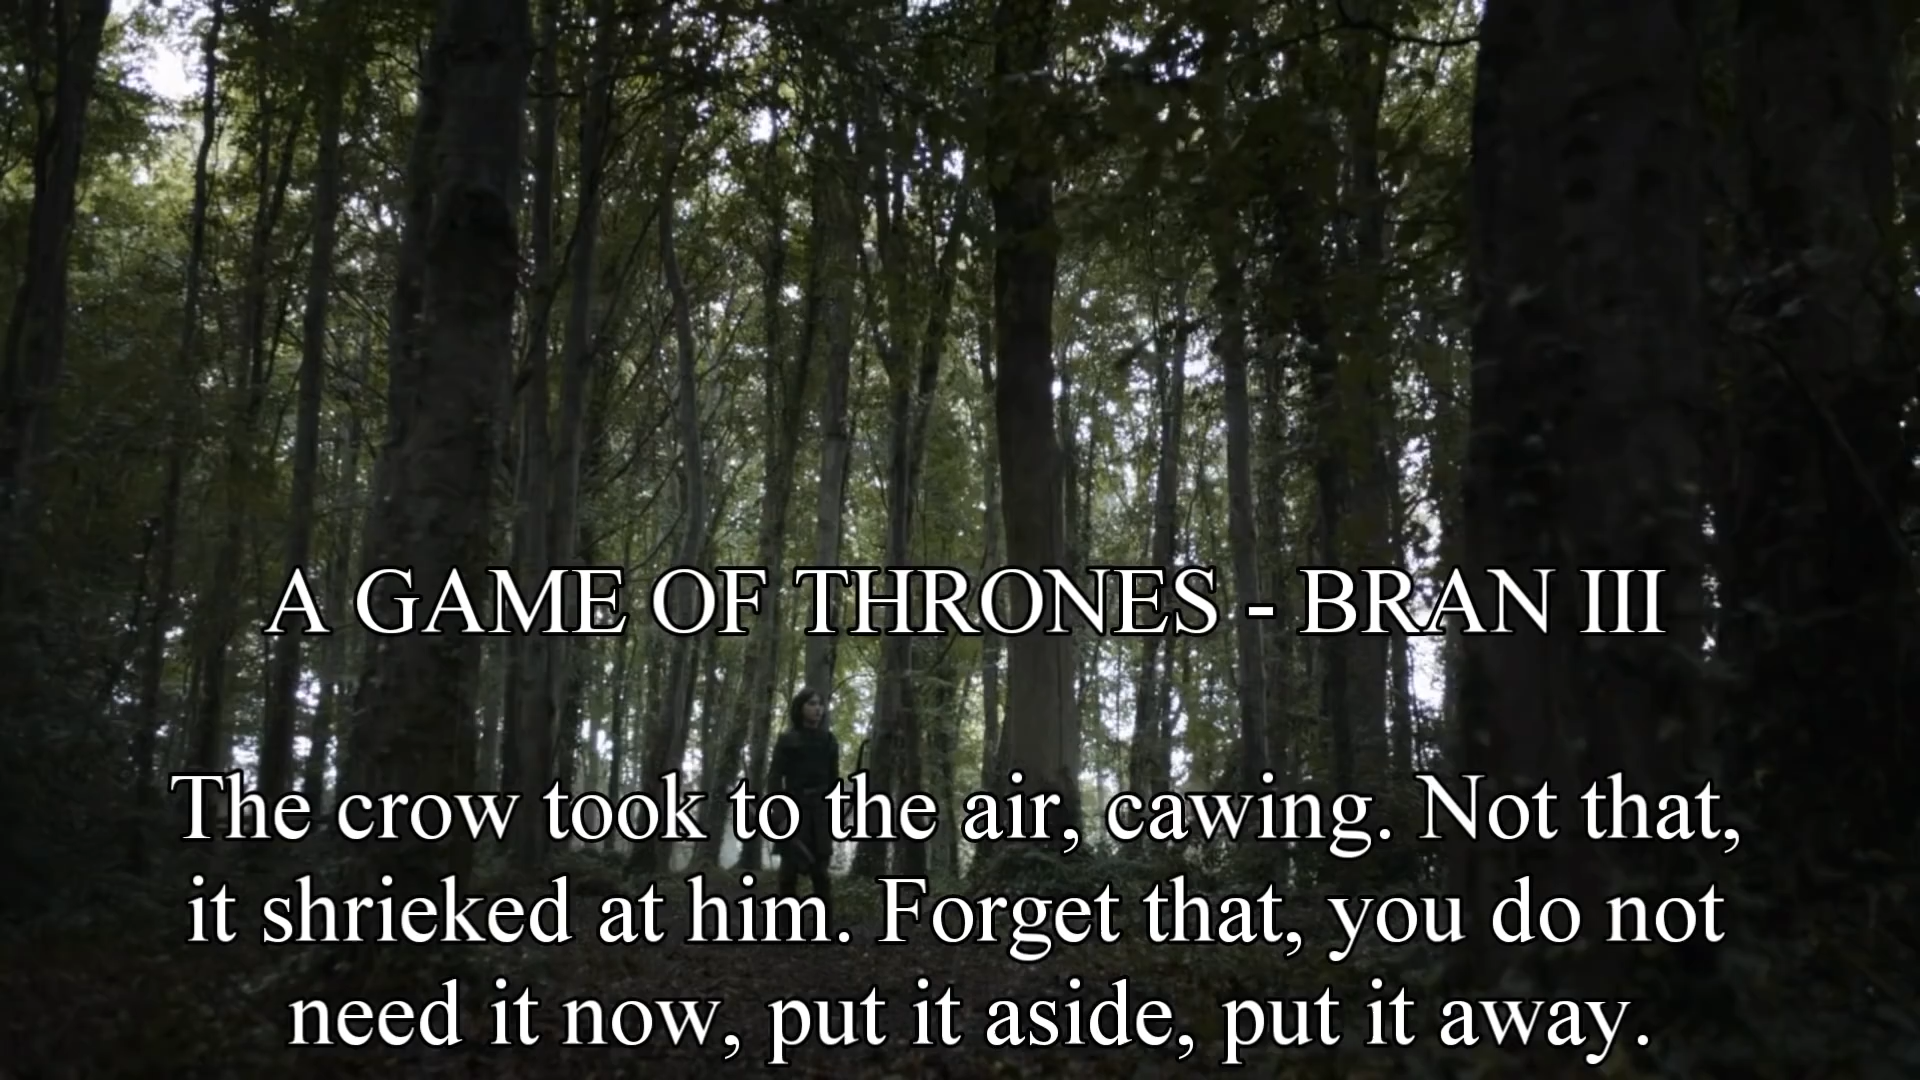 A GAME OF THRONES - BRAN III
The crow took to the air, cawing. Not that,
it shrieked at him. Forget that, you do not
need it now, put it aside, put it away.